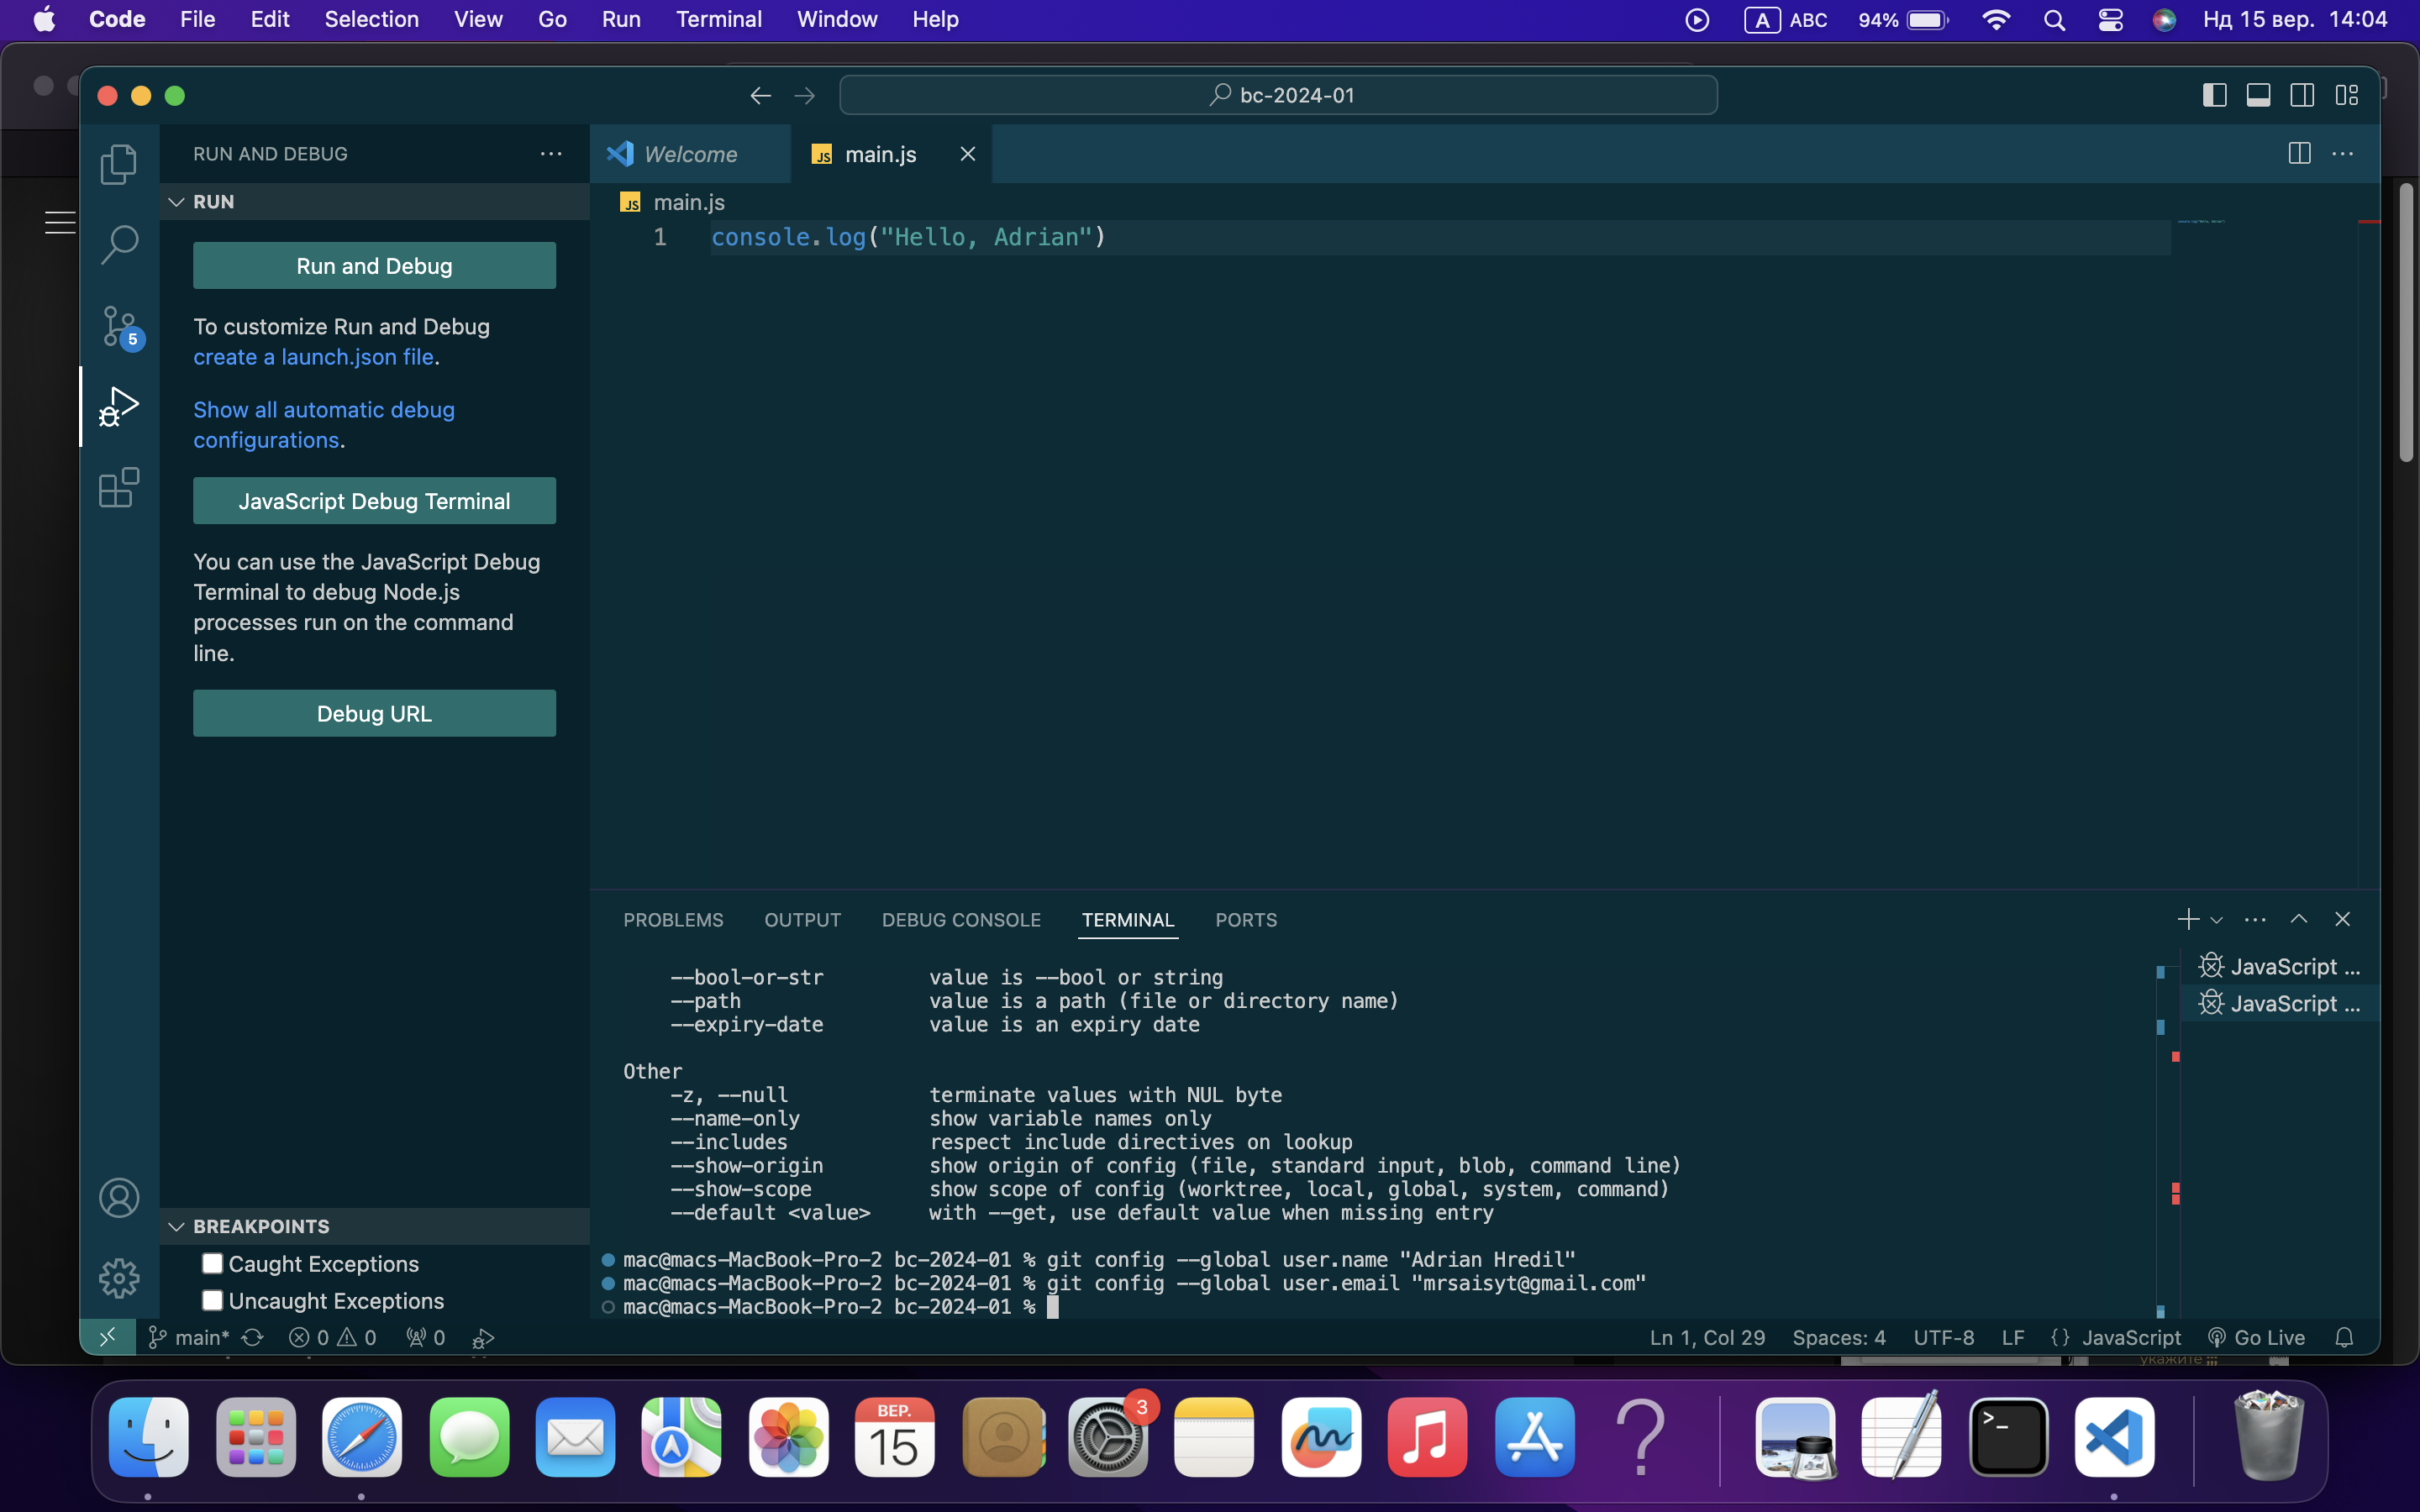 Code File Edit Selection View Go Run Terminal Window Help A ABC 94% Нд 15 вер. 14:04
bc-2024-01
RUN AND DEBUG
Welcome
JS main.js
RUN
JS main.js
Run and Debug
1 console.log("Hello, Adrian")
To customize Run and Debug
create a launch.json file.
5
Show all automatic debug
configurations.
JavaScript Debug Terminal
You can use the JavaScript Debug
Terminal to debug Node.js
processes run on the command
line.
Debug URL
PROBLEMS OUTPUT DEBUG CONSOLE TERMINAL PORTS
JavaScript ...
JavaScript ...
--bool-or-str value is --bool or string
--path value is a path (file or directory name)
--expiry-date value is an expiry date
Other
-z, --null terminate values with NUL byte
--name-only show variable names only
--includes respect include directives on lookup
--show-origin show origin of config (file, standard input, blob, command line)
--show-scope show scope of config (worktree, local, global, system, command)
--default <value> with --get, use default value when missing entry
mac@macs-MacBook-Pro-2 bc-2024-01 % git config --global user.name "Adrian Hredil"
mac@macs-MacBook-Pro-2 bc-2024-01 % git config --global user.email "mrsaisyt@gmail.com"
mac@macs-MacBook-Pro-2 bc-2024-01 %
BREAKPOINTS
Caught Exceptions
Uncaught Exceptions
main* 0 0 0 Ln 1, Col 29 Spaces: 4 UTF-8 LF {} JavaScript Go Live
укажите
ВЕР.
15
3
>_